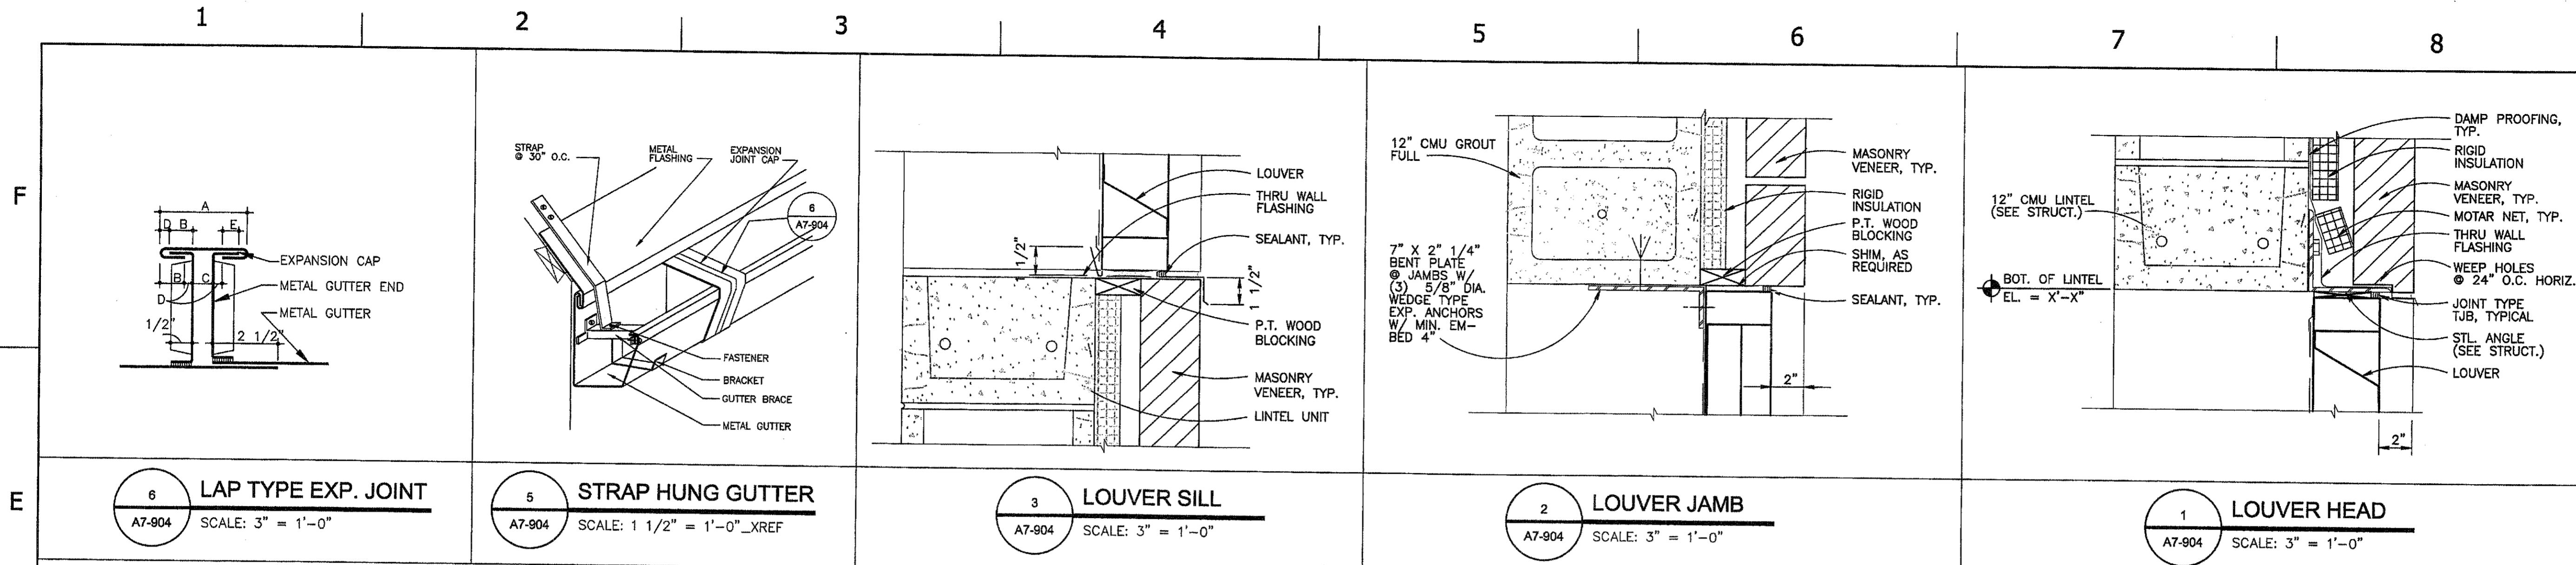 1
2
3
4
5
6
7
8
F
E
A
D B E
EXPANSION CAP
B C
METAL GUTTER END
D
METAL GUTTER
1/2"
2 1/2"
6
A7-904
LAP TYPE EXP. JOINT
SCALE: 3" = 1'-0"
STRAP
@ 30" O.C.
METAL
FLASHING
EXPANSION
JOINT CAP
6
A7-904
FASTENER
BRACKET
GUTTER BRACE
METAL GUTTER
5
A7-904
STRAP HUNG GUTTER
SCALE: 1 1/2" = 1'-0"_XREF
LOUVER
THRU WALL
FLASHING
SEALANT, TYP.
1/2"
1 1/2"
P.T. WOOD
BLOCKING
MASONRY
VENEER, TYP.
LINTEL UNIT
3
A7-904
LOUVER SILL
SCALE: 3" = 1'-0"
12" CMU GROUT
FULL
7" X 2" 1/4"
BENT PLATE
@ JAMBS W/
(3) 5/8" DIA.
WEDGE TYPE
EXP. ANCHORS
W/ MIN. EM-
BED 4"
MASONRY
VENEER, TYP.
RIGID
INSULATION
P.T. WOOD
BLOCKING
SHIM, AS
REQUIRED
SEALANT, TYP.
2"
2
A7-904
LOUVER JAMB
SCALE: 3" = 1'-0"
12" CMU LINTEL
(SEE STRUCT.)
BOT. OF LINTEL
EL. = X'-X"
DAMP PROOFING,
TYP.
RIGID
INSULATION
MASONRY
VENEER, TYP.
MOTAR NET, TYP.
THRU WALL
FLASHING
WEEP HOLES
@ 24" O.C. HORIZ.
JOINT TYPE
TJB, TYPICAL
STL. ANGLE
(SEE STRUCT.)
LOUVER
2"
1
A7-904
LOUVER HEAD
SCALE: 3" = 1'-0"